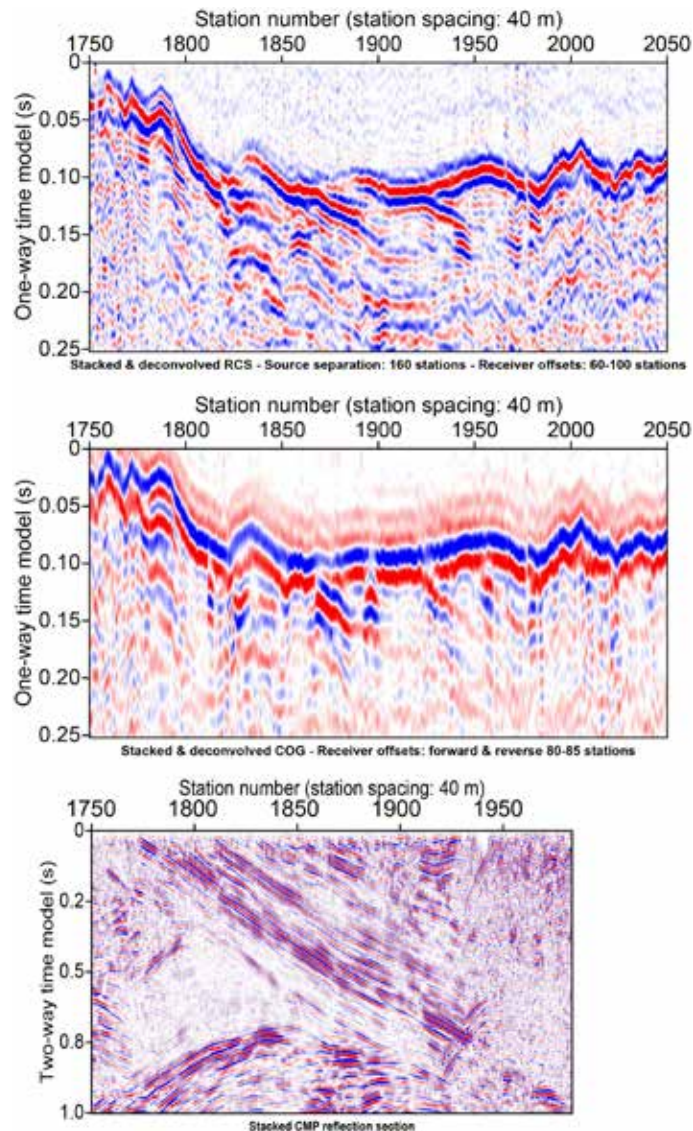 Station number (station spacing: 40 m)
1750 1800 1850 1900 1950 2000 2050
One-way time model (s)
0
0.05
0.10
0.15
0.20
0.25
Stacked & deconvolved RCS - Source separation: 160 stations - Receiver offsets: 60-100 stations
Station number (station spacing: 40 m)
1750 1800 1850 1900 1950 2000 2050
One-way time model (s)
0
0.05
0.10
0.15
0.20
0.25
Stacked & deconvolved COG - Receiver offsets: forward & reverse 80-85 stations
Station number (station spacing: 40 m)
1750 1800 1850 1900 1950
Two-way time model (s)
0
0.2
0.5
0.8
1.0
Stacked CMP reflection section